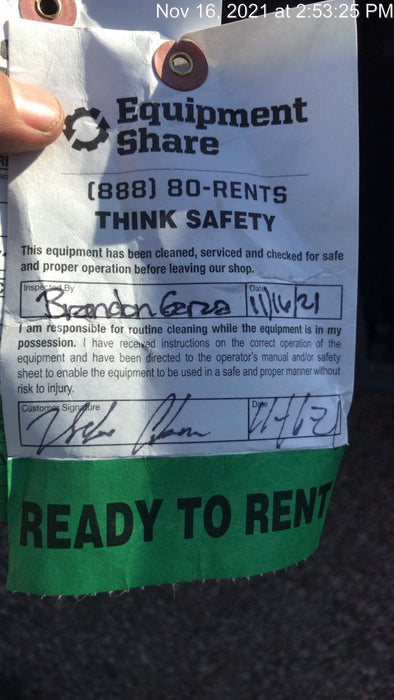 Nov 16, 2021 at 2:53:25 PM
Equipment
Share
(888) 80-RENTS
THINK SAFETY
This equipment has been cleaned, serviced and checked for safe
and proper operation before leaving our shop.
Inspected By
Date
Brandon Garza 11/16/21
I am responsible for routine cleaning while the equipment is in my
possession. I have received instructions on the correct operation of the
equipment and have been directed to the operator's manual and/or safety
sheet to enable the equipment to be used in a safe and proper manner without
risk to injury.
Customer Signature
Date
READY TO RENT